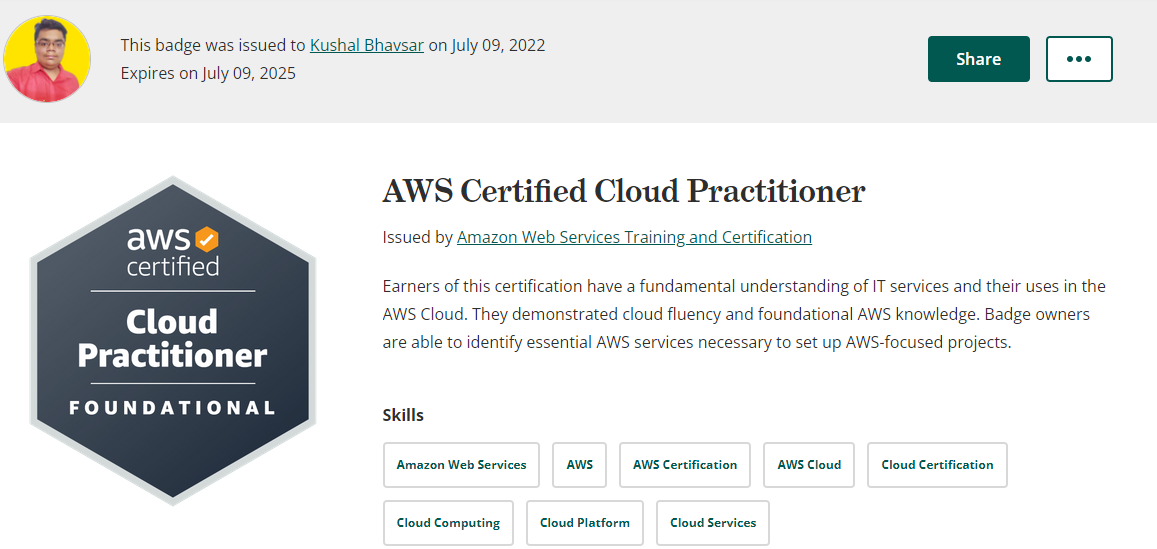 This badge was issued to Kushal Bhavsar on July 09, 2022
Expires on July 09, 2025
Share
aws
certified
Cloud
Practitioner
FOUNDATIONAL
AWS Certified Cloud Practitioner
Issued by Amazon Web Services Training and Certification
Earners of this certification have a fundamental understanding of IT services and their uses in the
AWS Cloud. They demonstrated cloud fluency and foundational AWS knowledge. Badge owners
are able to identify essential AWS services necessary to set up AWS-focused projects.
Skills
Amazon Web Services AWS AWS Certification AWS Cloud Cloud Certification
Cloud Computing Cloud Platform Cloud Services